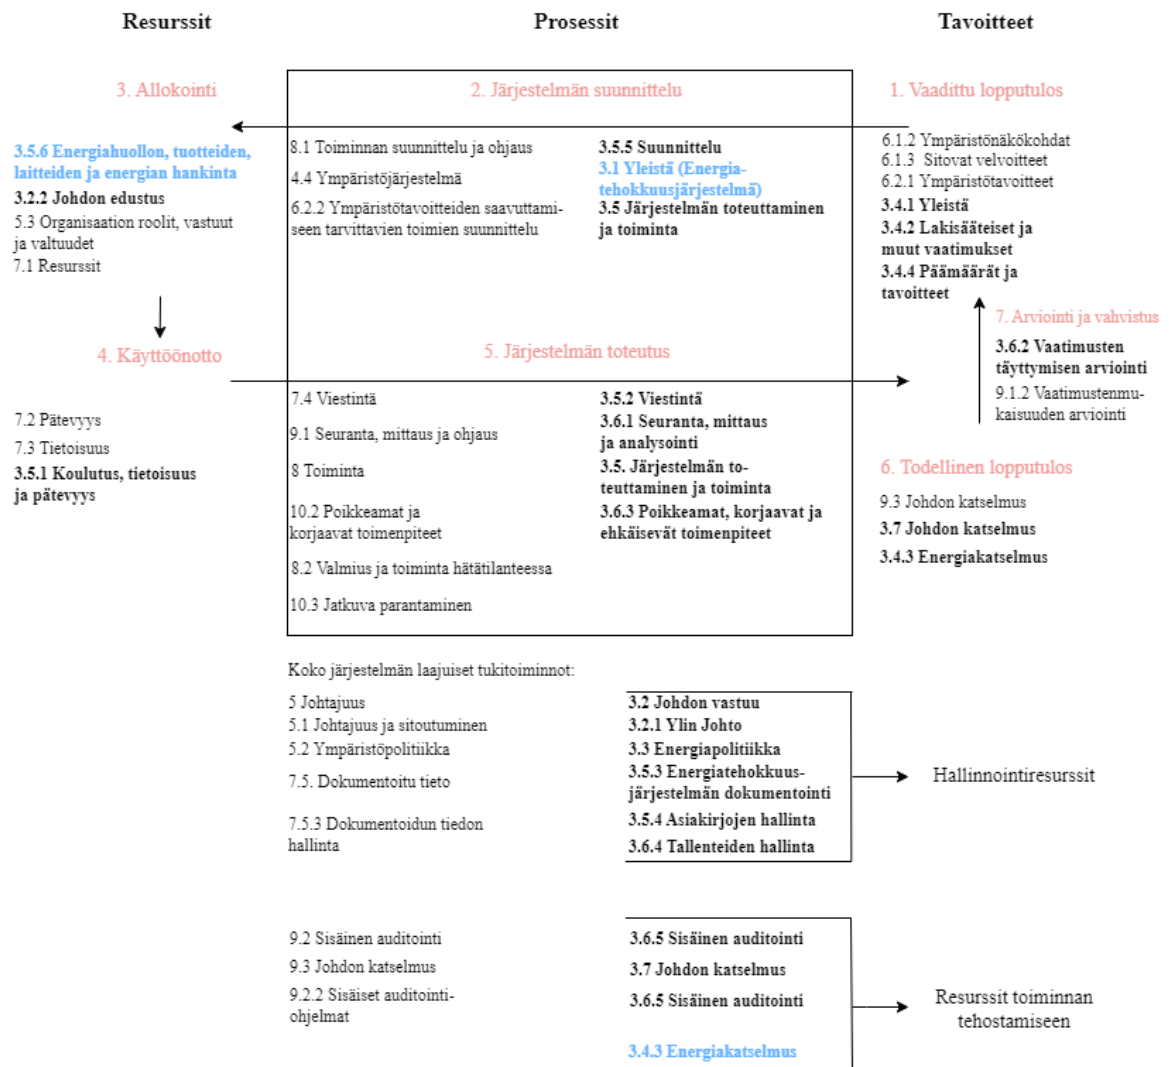 Resurssit
Prosessit
Tavoitteet
3. Allokointi
2. Järjestelmän suunnittelu
1. Vaadittu lopputulos
3.5.6 Energiahuollon, tuotteiden,
laitteiden ja energian hankinta
3.2.2 Johdon edustus
5.3 Organisaation roolit, vastuut
ja valtuudet
7.1 Resurssit
8.1 Toiminnan suunnittelu ja ohjaus
4.4 Ympäristöjärjestelmä
6.2.2 Ympäristötavoitteiden saavuttami-
seen tarvittavien toimien suunnittelu
3.5.5 Suunnittelu
3.1 Yleistä (Energia-
tehokkuusjärjestelmä)
3.5 Järjestelmän toteuttaminen
ja toiminta
6.1.2 Ympäristönäkökohdat
6.1.3 Sitovat velvoitteet
6.2.1 Ympäristötavoitteet
3.4.1 Yleistä
3.4.2 Lakisääteiset ja
muut vaatimukset
3.4.4 Päämäärät ja
tavoitteet
7. Arviointi ja vahvistus
3.6.2 Vaatimusten
täyttymisen arviointi
9.1.2 Vaatimustenmu-
kaisuuden arviointi
4. Käyttöönotto
5. Järjestelmän toteutus
7.2 Pätevyys
7.3 Tietoisuus
3.5.1 Koulutus, tietoisuus
ja pätevyys
7.4 Viestintä
9.1 Seuranta, mittaus ja ohjaus
8 Toiminta
10.2 Poikkeamat ja
korjaavat toimenpiteet
8.2 Valmius ja toiminta hätätilanteessa
10.3 Jatkuva parantaminen
3.5.2 Viestintä
3.6.1 Seuranta, mittaus
ja analysointi
3.5. Järjestelmän to-
teuttaminen ja toiminta
3.6.3 Poikkeamat, korjaavat ja
ehkäisevät toimenpiteet
6. Todellinen lopputulos
9.3 Johdon katselmus
3.7 Johdon katselmus
3.4.3 Energiakatselmus
Koko järjestelmän laajuiset tukitoiminnot:
5 Johtajuus
5.1 Johtajuus ja sitoutuminen
5.2 Ympäristöpolitiikka
7.5. Dokumentoitu tieto
7.5.3 Dokumentoidun tiedon
hallinta
3.2 Johdon vastuu
3.2.1 Ylin Johto
3.3 Energiapolitiikka
3.5.3 Energiatehokkuus-
järjestelmän dokumentointi
3.5.4 Asiakirjojen hallinta
3.6.4 Tallenteiden hallinta
Hallinnointiresurssit
9.2 Sisäinen auditointi
9.3 Johdon katselmus
9.2.2 Sisäiset auditointi-
ohjelmat
3.6.5 Sisäinen auditointi
3.7 Johdon katselmus
3.6.5 Sisäinen auditointi
3.4.3 Energiakatselmus
Resurssit toiminnan
tehostamiseen